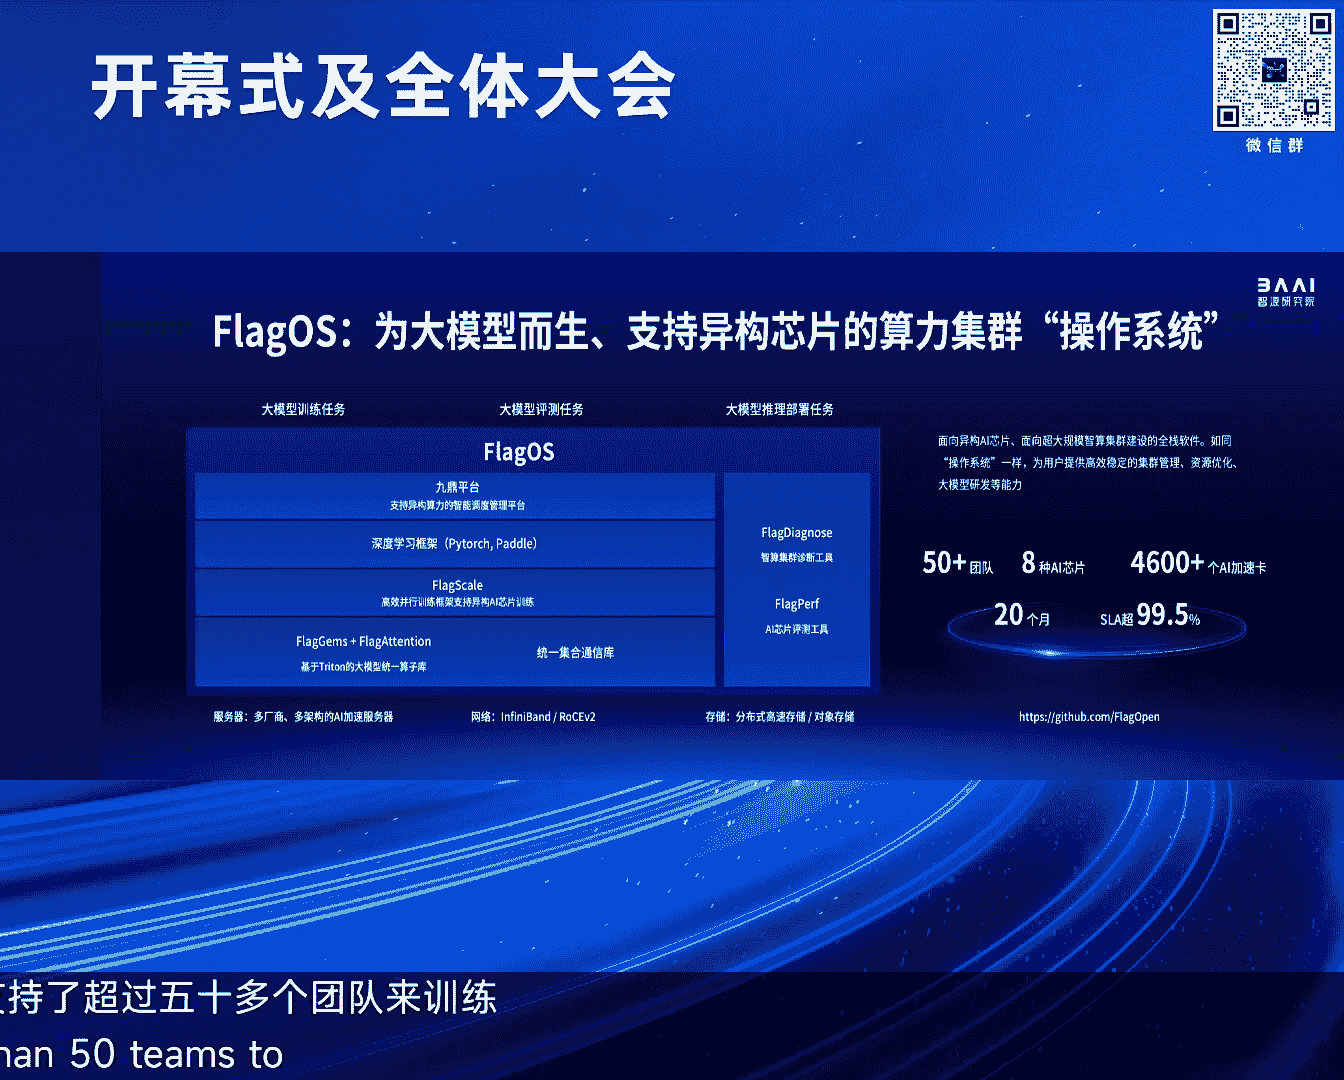 开幕式及全体大会
微信群
BAAI
智源研究院
FlagOS：为大模型而生、支持异构芯片的算力集群“操作系统”
大模型训练任务
大模型评测任务
大模型推理部署任务
FlagOS
九鼎平台
支持异构算力的智能调度管理平台
深度学习框架（Pytorch, Paddle）
FlagScale
高效并行训练框架支持异构AI芯片训练
FlagGems + FlagAttention
基于Triton的大模型统一算子库
统一集合通信库
FlagDiagnose
智算集群诊断工具
FlagPerf
AI芯片评测工具
服务器：多厂商、多架构的AI加速服务器
网络：InfiniBand / RoCEv2
存储：分布式高速存储 / 对象存储
面向异构AI芯片、面向超大规模智算集群建设的全栈软件。如同
“操作系统”一样，为用户提供高效稳定的集群管理、资源优化、
大模型研发等能力
50+团队
8种AI芯片
4600+个AI加速卡
20个月
SLA超99.5%
https://github.com/FlagOpen
支持了超过五十多个团队来训练
han 50 teams to